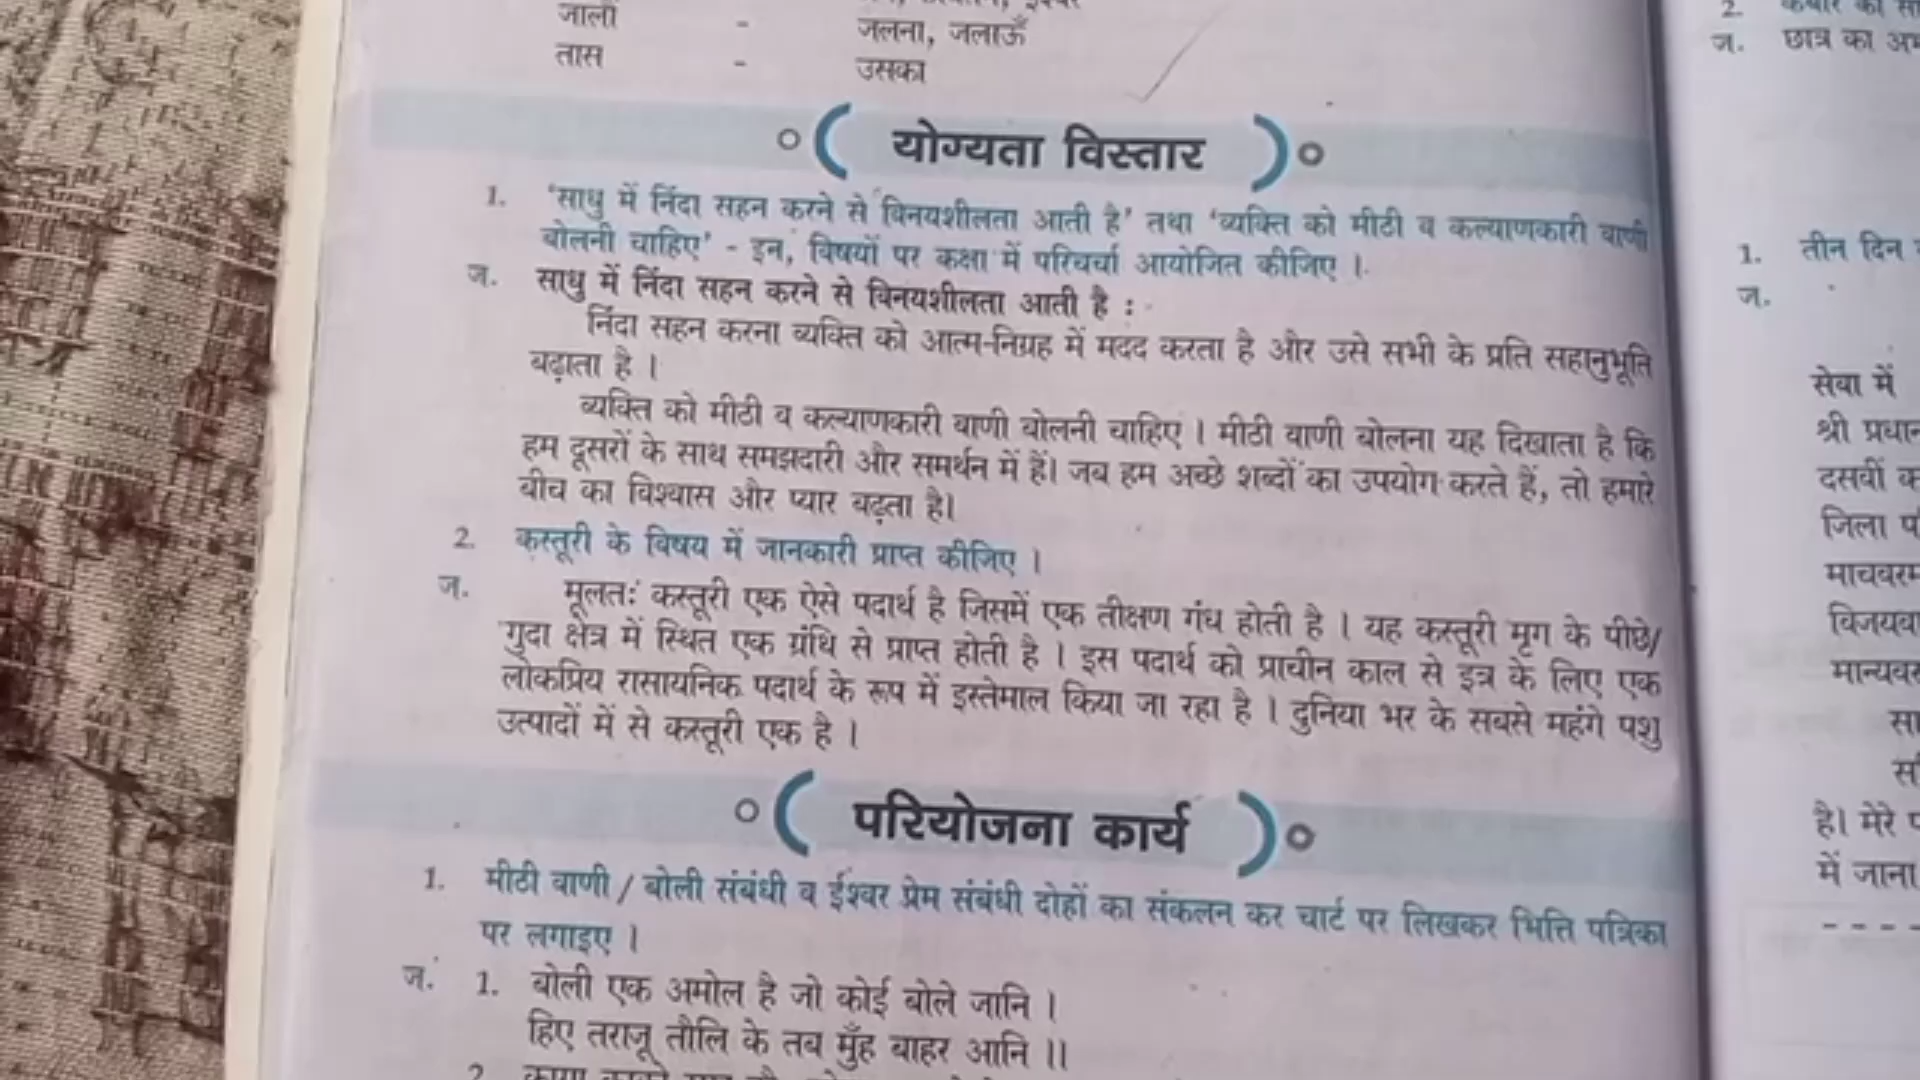 जालौं - जलना, जलाऊँ
तास - उसका
योग्यता विस्तार
1. 'साधु में निंदा सहन करने से विनयशीलता आती है' तथा 'व्यक्ति को मीठी व कल्याणकारी वाणी
बोलनी चाहिए' - इन, विषयों पर कक्षा में परिचर्चा आयोजित कीजिए ।
ज. साधु में निंदा सहन करने से विनयशीलता आती है :
निंदा सहन करना व्यक्ति को आत्म-निग्रह में मदद करता है और उसे सभी के प्रति सहानुभूति
बढ़ाता है ।
व्यक्ति को मीठी व कल्याणकारी वाणी बोलनी चाहिए । मीठी वाणी बोलना यह दिखाता है कि
हम दूसरों के साथ समझदारी और समर्थन में हैं। जब हम अच्छे शब्दों का उपयोग करते हैं, तो हमारे
बीच का विश्वास और प्यार बढ़ता है।
2. कस्तूरी के विषय में जानकारी प्राप्त कीजिए ।
ज. मूलतः कस्तूरी एक ऐसे पदार्थ है जिसमें एक तीक्षण गंध होती है । यह कस्तूरी मृग के पीछे/
गुदा क्षेत्र में स्थित एक ग्रंथि से प्राप्त होती है । इस पदार्थ को प्राचीन काल से इत्र के लिए एक
लोकप्रिय रासायनिक पदार्थ के रूप में इस्तेमाल किया जा रहा है । दुनिया भर के सबसे महंगे पशु
उत्पादों में से कस्तूरी एक है ।
परियोजना कार्य
1. मीठी वाणी / बोली संबंधी व ईश्वर प्रेम संबंधी दोहों का संकलन कर चार्ट पर लिखकर भित्ति पत्रिका
पर लगाइए ।
ज. 1. बोली एक अमोल है जो कोई बोले जानि ।
हिए तराजू तौलि के तब मुँह बाहर आनि ।।
2.
2.
ज. छात्र का
1. तीन दिन
ज.
सेवा में
श्री
दसवीं
जिला
है। मेरे
में जाना